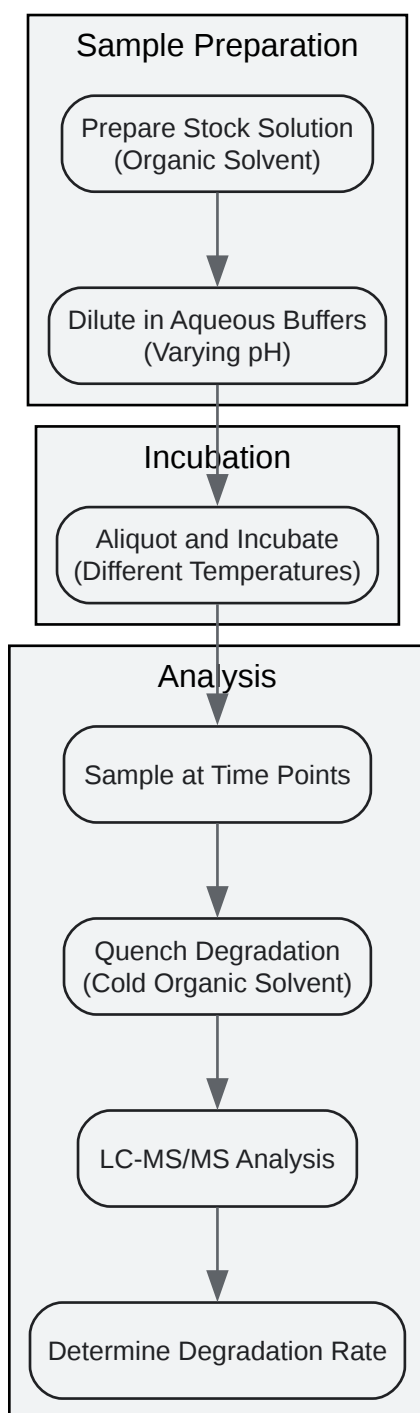 Sample Preparation
Prepare Stock Solution
(Organic Solvent)
Dilute in Aqueous Buffers
(Varying pH)
Incubation
Aliquot and Incubate
(Different Temperatures)
Analysis
Sample at Time Points
Quench Degradation
(Cold Organic Solvent)
LC-MS/MS Analysis
Determine Degradation Rate